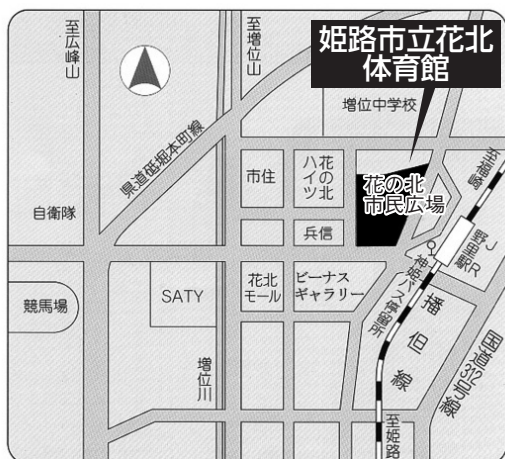 至広峰山
至増位山
姫路市立花北
体育館
増位中学校
県道砥堀本町線
市住
花の北
ハイツ
花の北
市民広場
至福崎
自衛隊
兵信
JR
野里駅
神姫バス停留所
競馬場
SATY
花北
モール
ビーナス
ギャラリー
増位川
播但線
国道312号線
至姫路